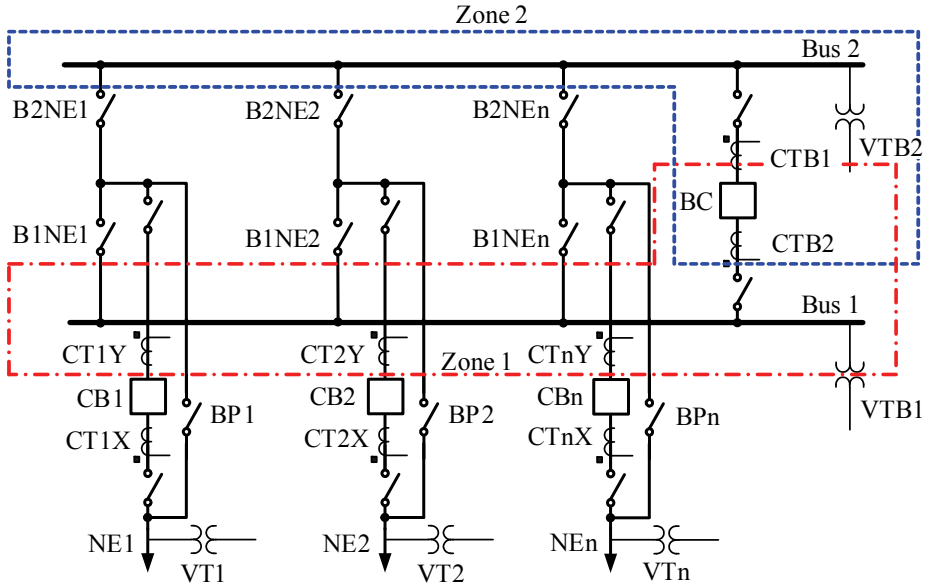 Zone 2
Bus 2
B2NE1
B2NE2
B2NEn
VTB2
CTB1
BC
B1NE1
B1NE2
B1NEn
CTB2
Bus 1
CT1Y
CT2Y
CTnY
Zone 1
CB1
CB2
CBn
BP1
BP2
BPn
VTB1
CT1X
CT2X
CTnX
NE1
NE2
NEn
VT1
VT2
VTn